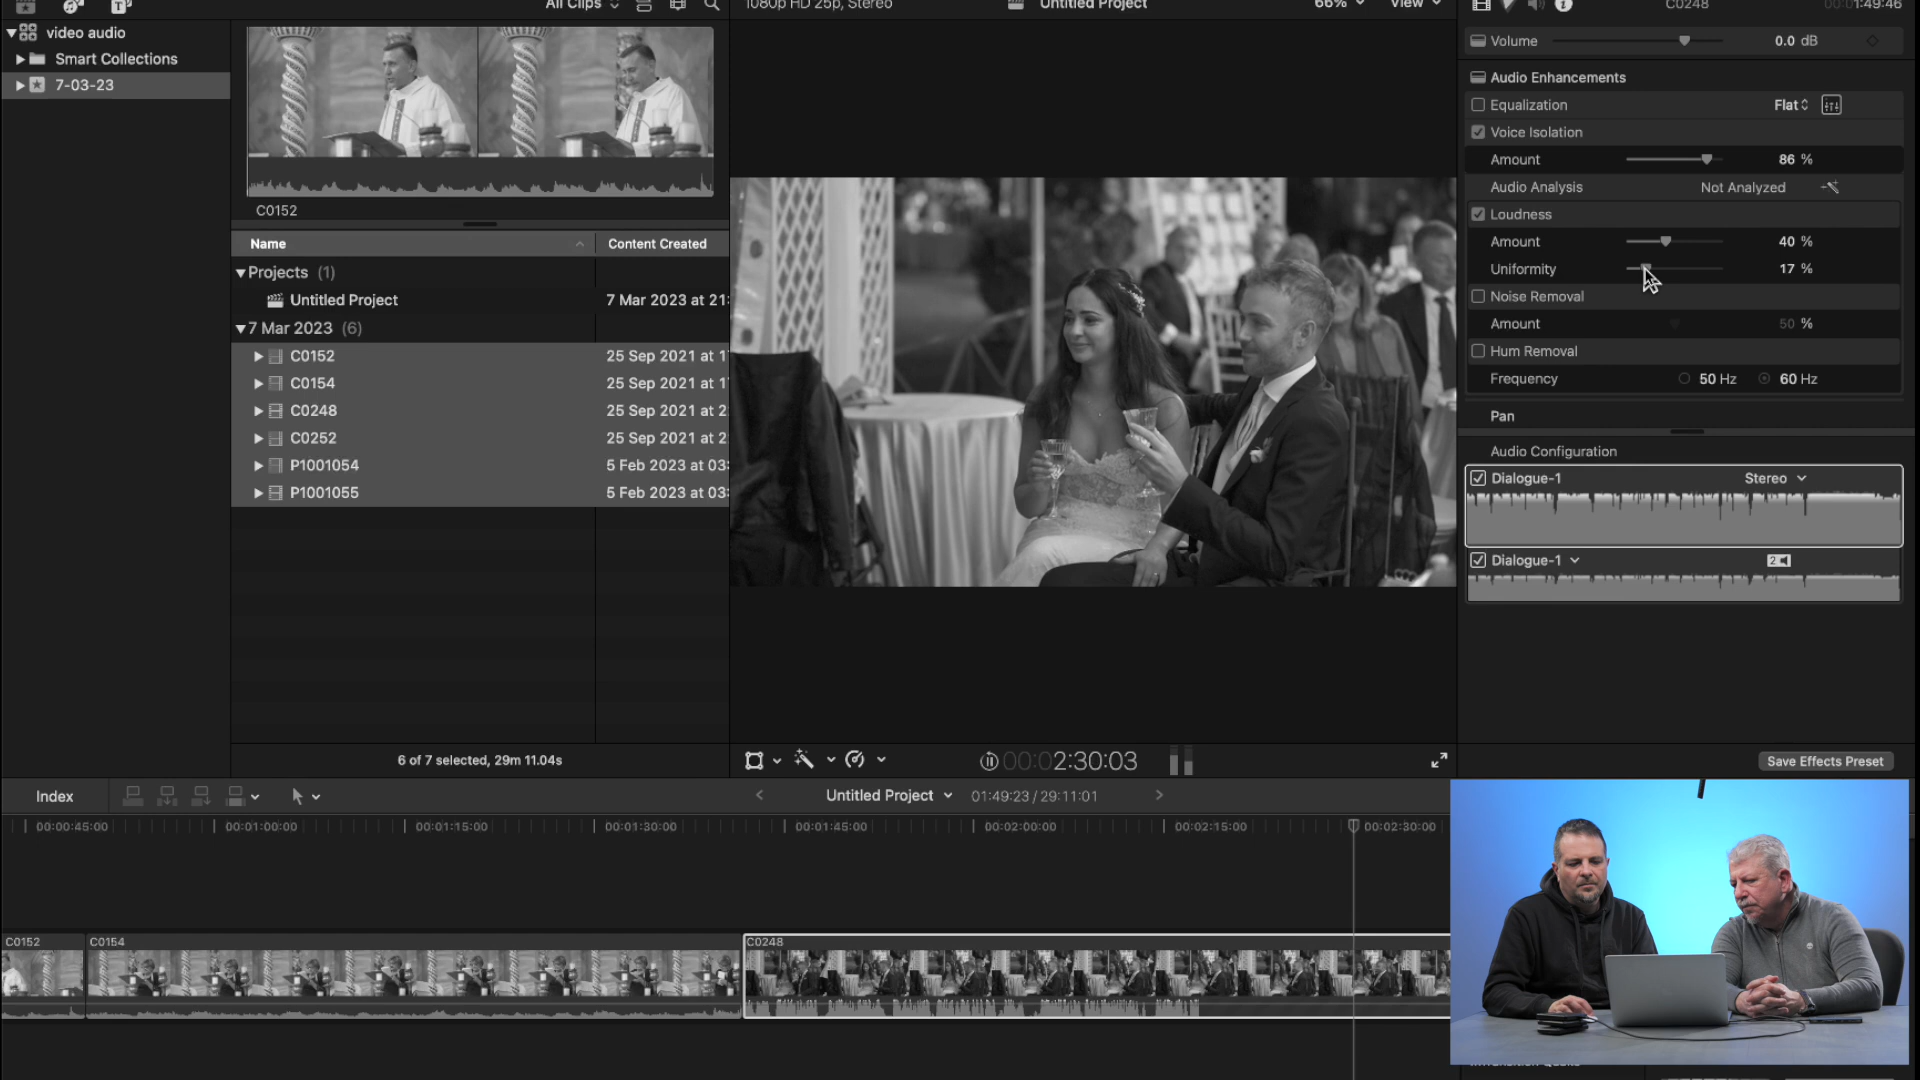 All Clips
1080p HD 25p, Stereo
Untitled Project
66%
View
C0248
00:01:49:46
video audio
Smart Collections
7-03-23
C0152
Name
Content Created
Projects (1)
Untitled Project
7 Mar 2023 at 21:
7 Mar 2023 (6)
C0152
25 Sep 2021 at 1
C0154
25 Sep 2021 at 1
C0248
25 Sep 2021 at 2
C0252
25 Sep 2021 at 2
P1001054
5 Feb 2023 at 03:
P1001055
5 Feb 2023 at 03:
6 of 7 selected, 29m 11.04s
Volume
0.0 dB
Audio Enhancements
Equalization
Flat
Voice Isolation
Amount
86 %
Audio Analysis
Not Analyzed
Loudness
Amount
40 %
Uniformity
17 %
Noise Removal
Amount
50 %
Hum Removal
Frequency
50 Hz
60 Hz
Pan
Audio Configuration
Dialogue-1
Stereo
Dialogue-1
2
Save Effects Preset
00:02:30:03
Index
Untitled Project
01:49:23 / 29:11:01
00:00:45:00
00:01:00:00
00:01:15:00
00:01:30:00
00:01:45:00
00:02:00:00
00:02:15:00
00:02:30:00
C0152
C0154
C0248